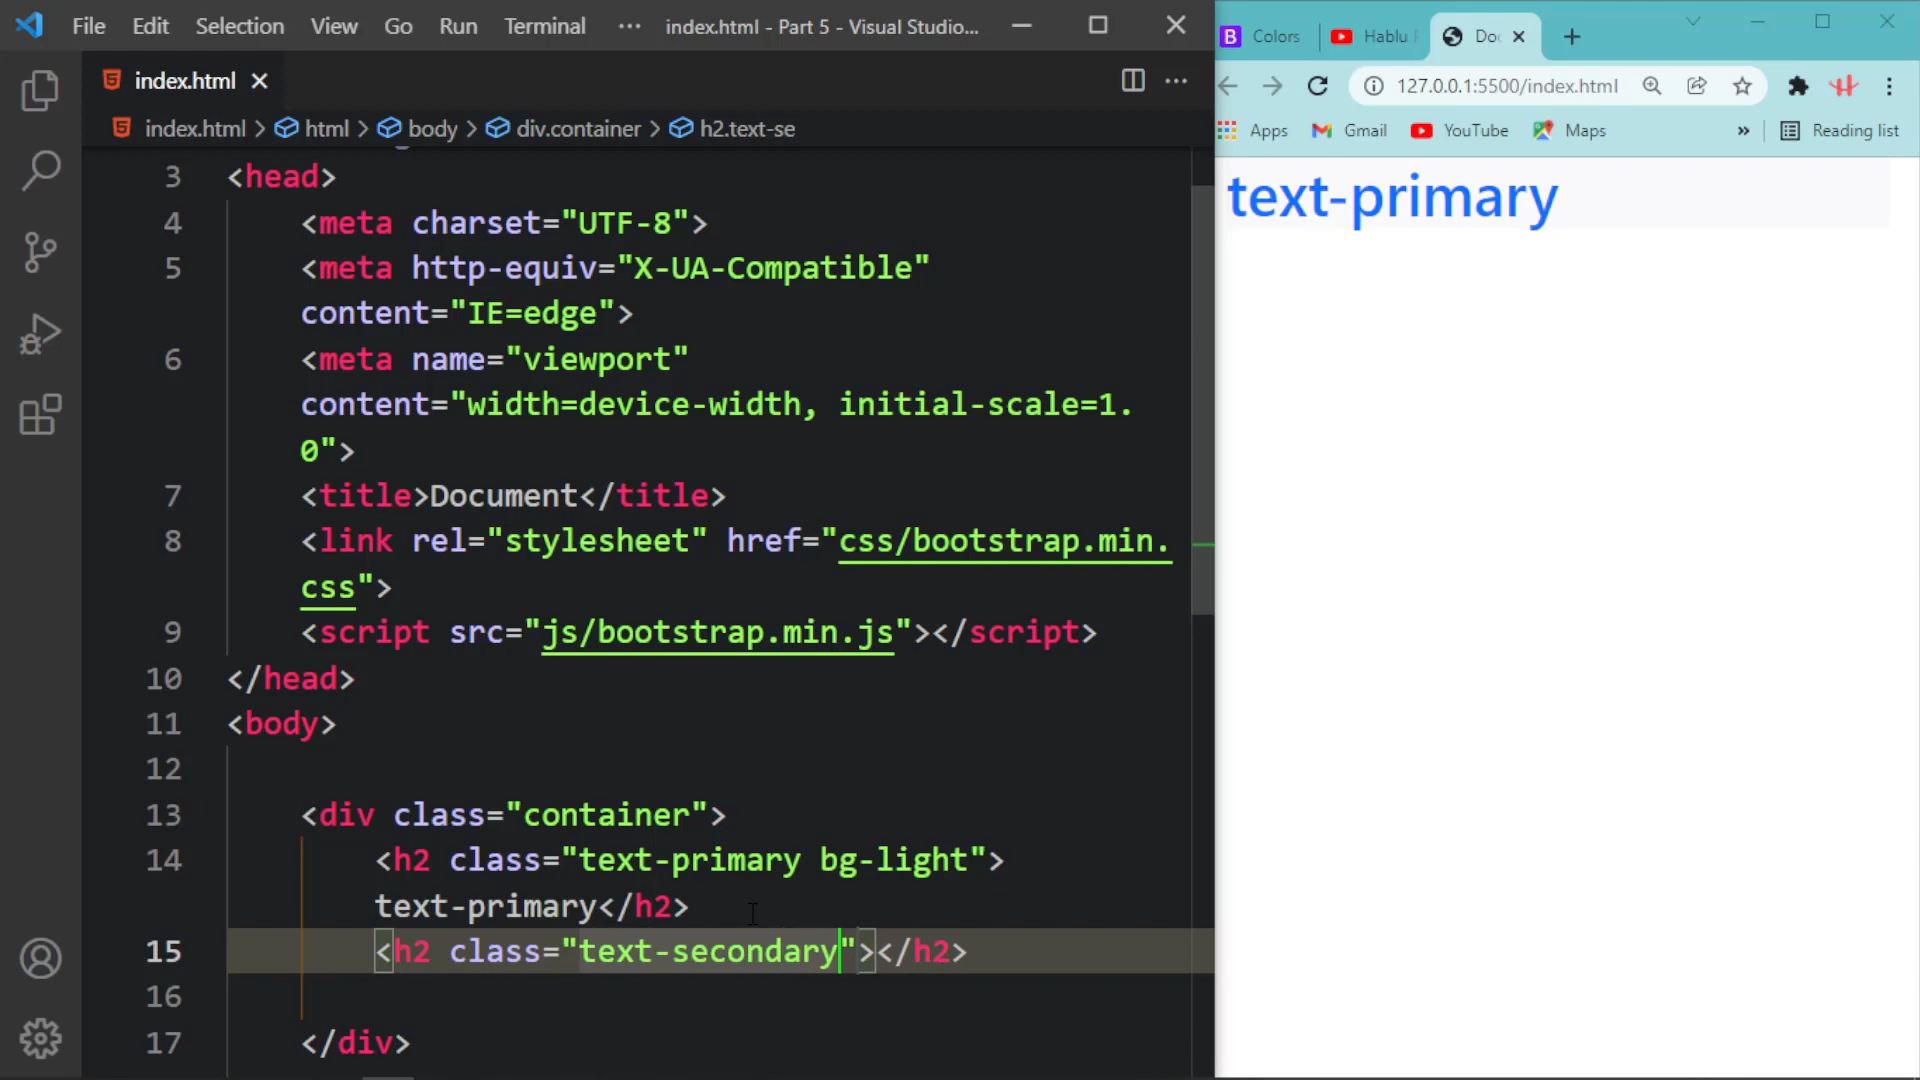 File Edit Selection View Go Run Terminal ··· index.html - Part 5 - Visual Studio...
index.html
index.html > html > body > div.container > h2.text-se
3 <head>
4 <meta charset="UTF-8">
5 <meta http-equiv="X-UA-Compatible"
content="IE=edge">
6 <meta name="viewport"
content="width=device-width, initial-scale=1.
0">
7 <title>Document</title>
8 <link rel="stylesheet" href="css/bootstrap.min.
css">
9 <script src="js/bootstrap.min.js"></script>
10 </head>
11 <body>
12
13 <div class="container">
14 <h2 class="text-primary bg-light">
text-primary</h2>
15 <h2 class="text-secondary"></h2>
16
17 </div>
B Colors Hablu Doc
127.0.0.1:5500/index.html
Apps Gmail YouTube Maps » Reading list
text-primary